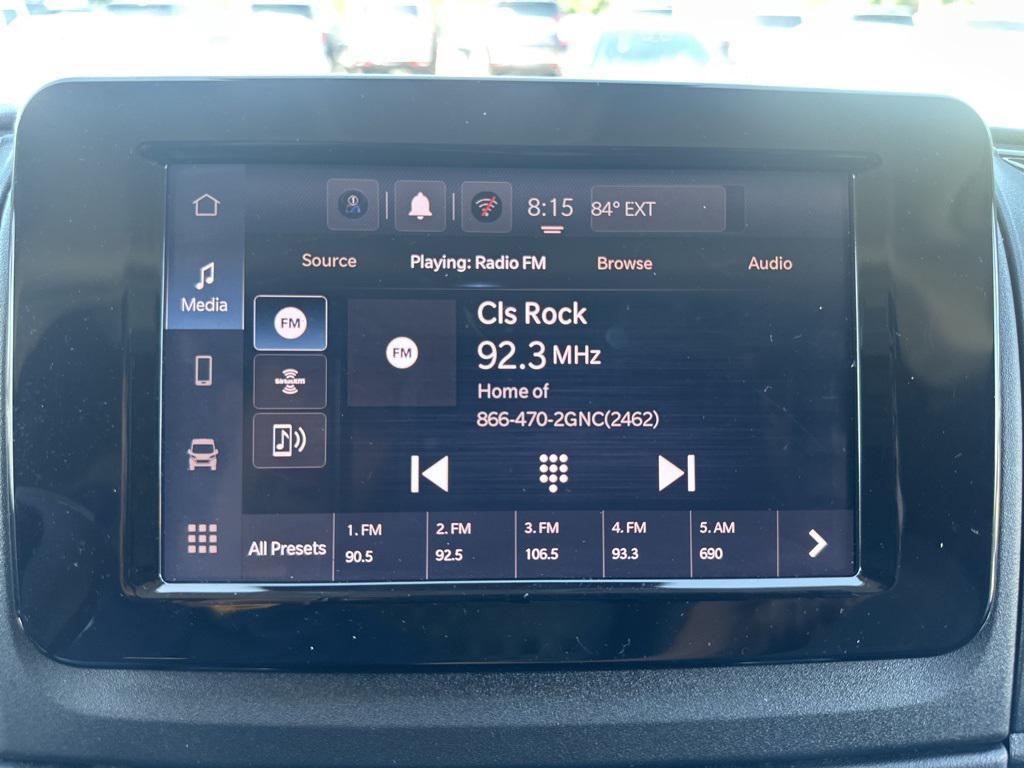 8:15
84° EXT
Source
Playing: Radio FM
Browse
Audio
Media
FM
SiriusXM
FM
Cls Rock
92.3 MHz
Home of
866-470-2GNC(2462)
All Presets
1. FM
90.5
2. FM
92.5
3. FM
106.5
4. FM
93.3
5. AM
690